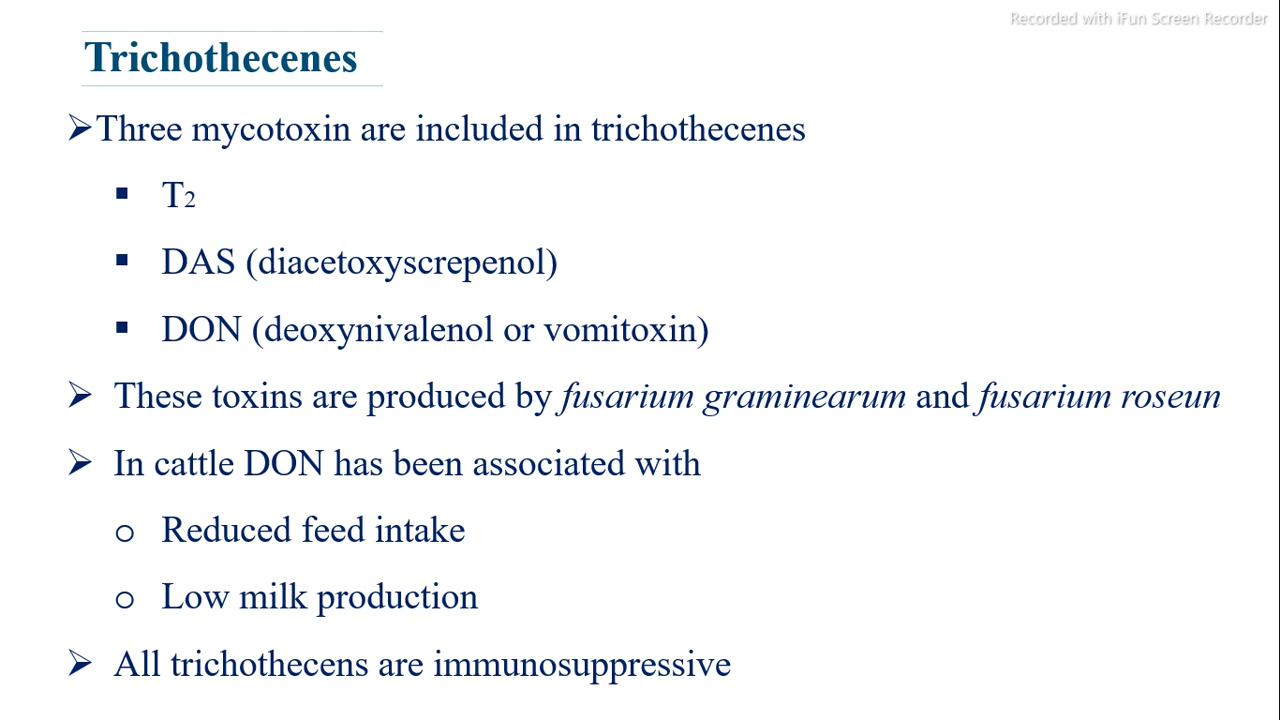 Recorded with iFun Screen Recorder
Trichothecenes
➢Three mycotoxin are included in trichothecenes
▪ T2
▪ DAS (diacetoxyscrepenol)
▪ DON (deoxynivalenol or vomitoxin)
➢ These toxins are produced by fusarium graminearum and fusarium roseun
➢ In cattle DON has been associated with
o Reduced feed intake
o Low milk production
➢ All trichothecens are immunosuppressive